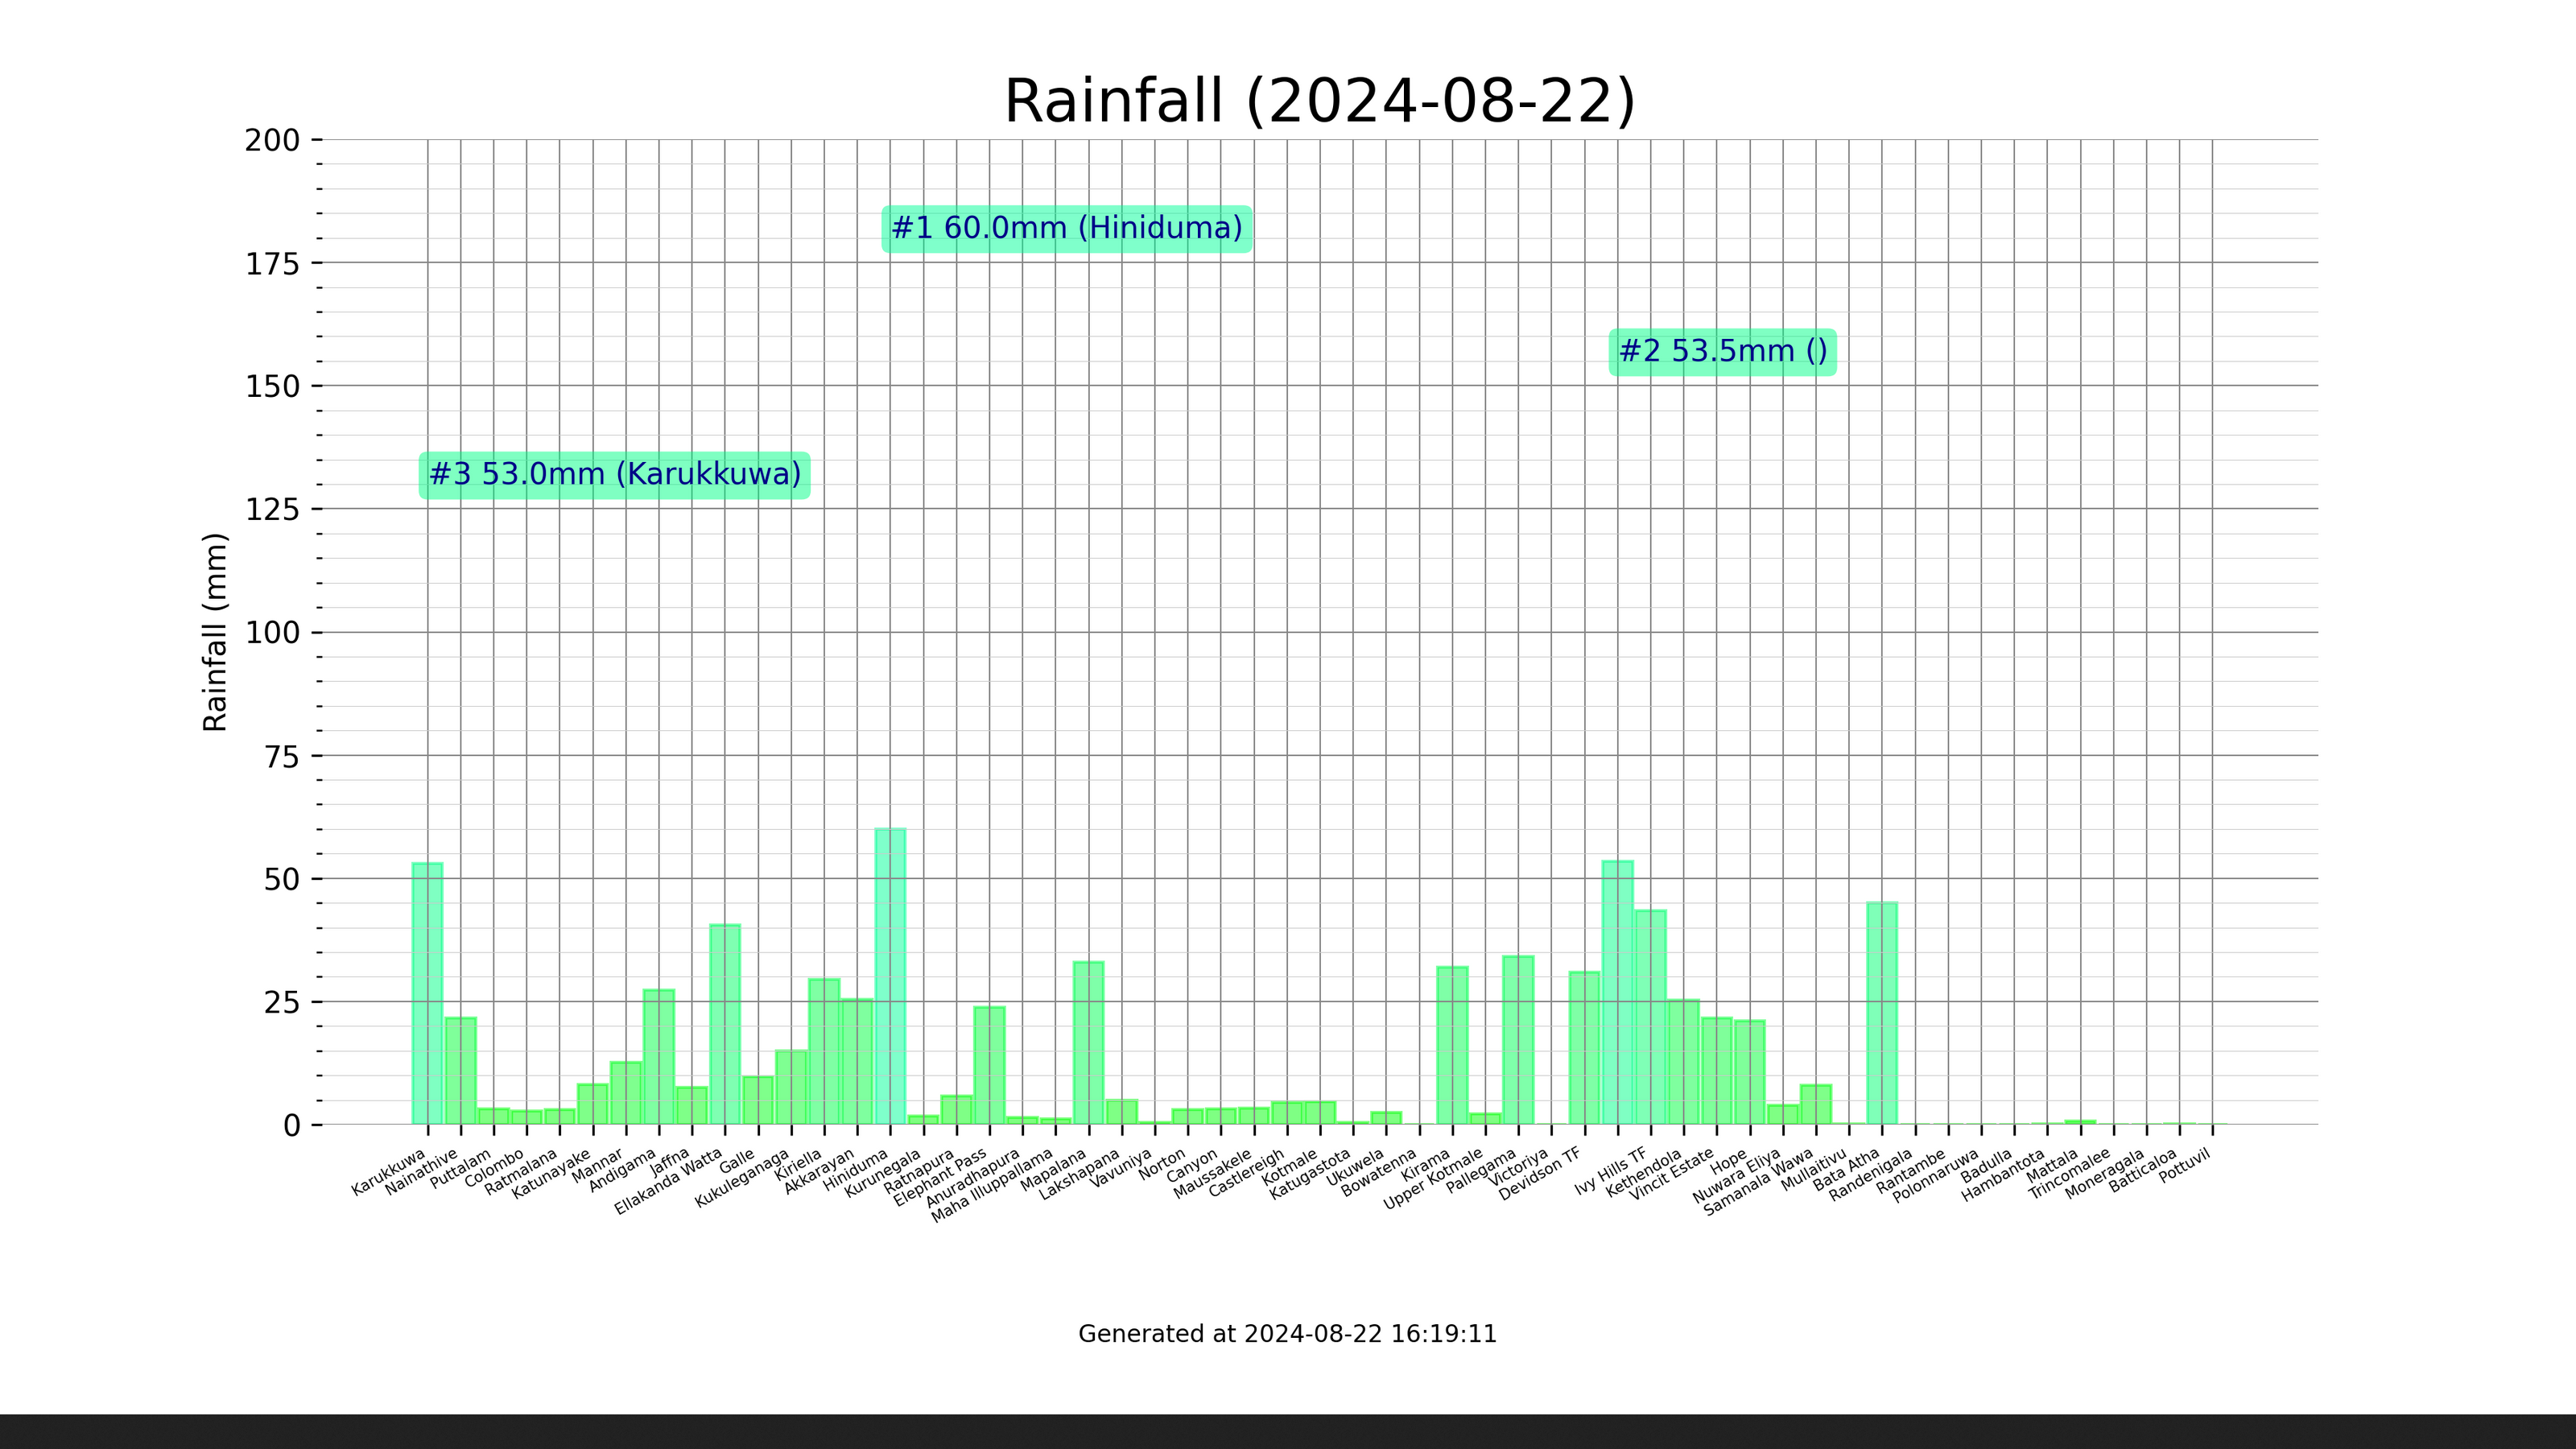 Rainfall (2024-08-22)
200
175
150
125
100
75
50
25
0
Rainfall (mm)
#1 60.0mm (Hiniduma)
#2 53.5mm ()
#3 53.0mm (Karukkuwa)
Karukkuwa
Nainathive
Puttalam
Colombo
Ratmalana
Katunayake
Mannar
Andigama
Jaffna
Ellakanda Watta
Galle
Kukuleganaga
Kiriella
Akkarayan
Hiniduma
Kurunegala
Ratnapura
Elephant Pass
Anuradhapura
Maha Illuppallama
Mapalana
Lakshapana
Vavuniya
Norton
Canyon
Maussakele
Castlereigh
Kotmale
Katugastota
Ukuwela
Bowatenna
Kirama
Upper Kotmale
Pallegama
Victoriya
Devidson TF
Ivy Hills TF
Kethendola
Vincit Estate
Hope
Nuwara Eliya
Samanala Wawa
Mullaitivu
Bata Atha
Randenigala
Rantambe
Polonnaruwa
Badulla
Hambantota
Mattala
Trincomalee
Moneragala
Batticaloa
Pottuvil
Generated at 2024-08-22 16:19:11